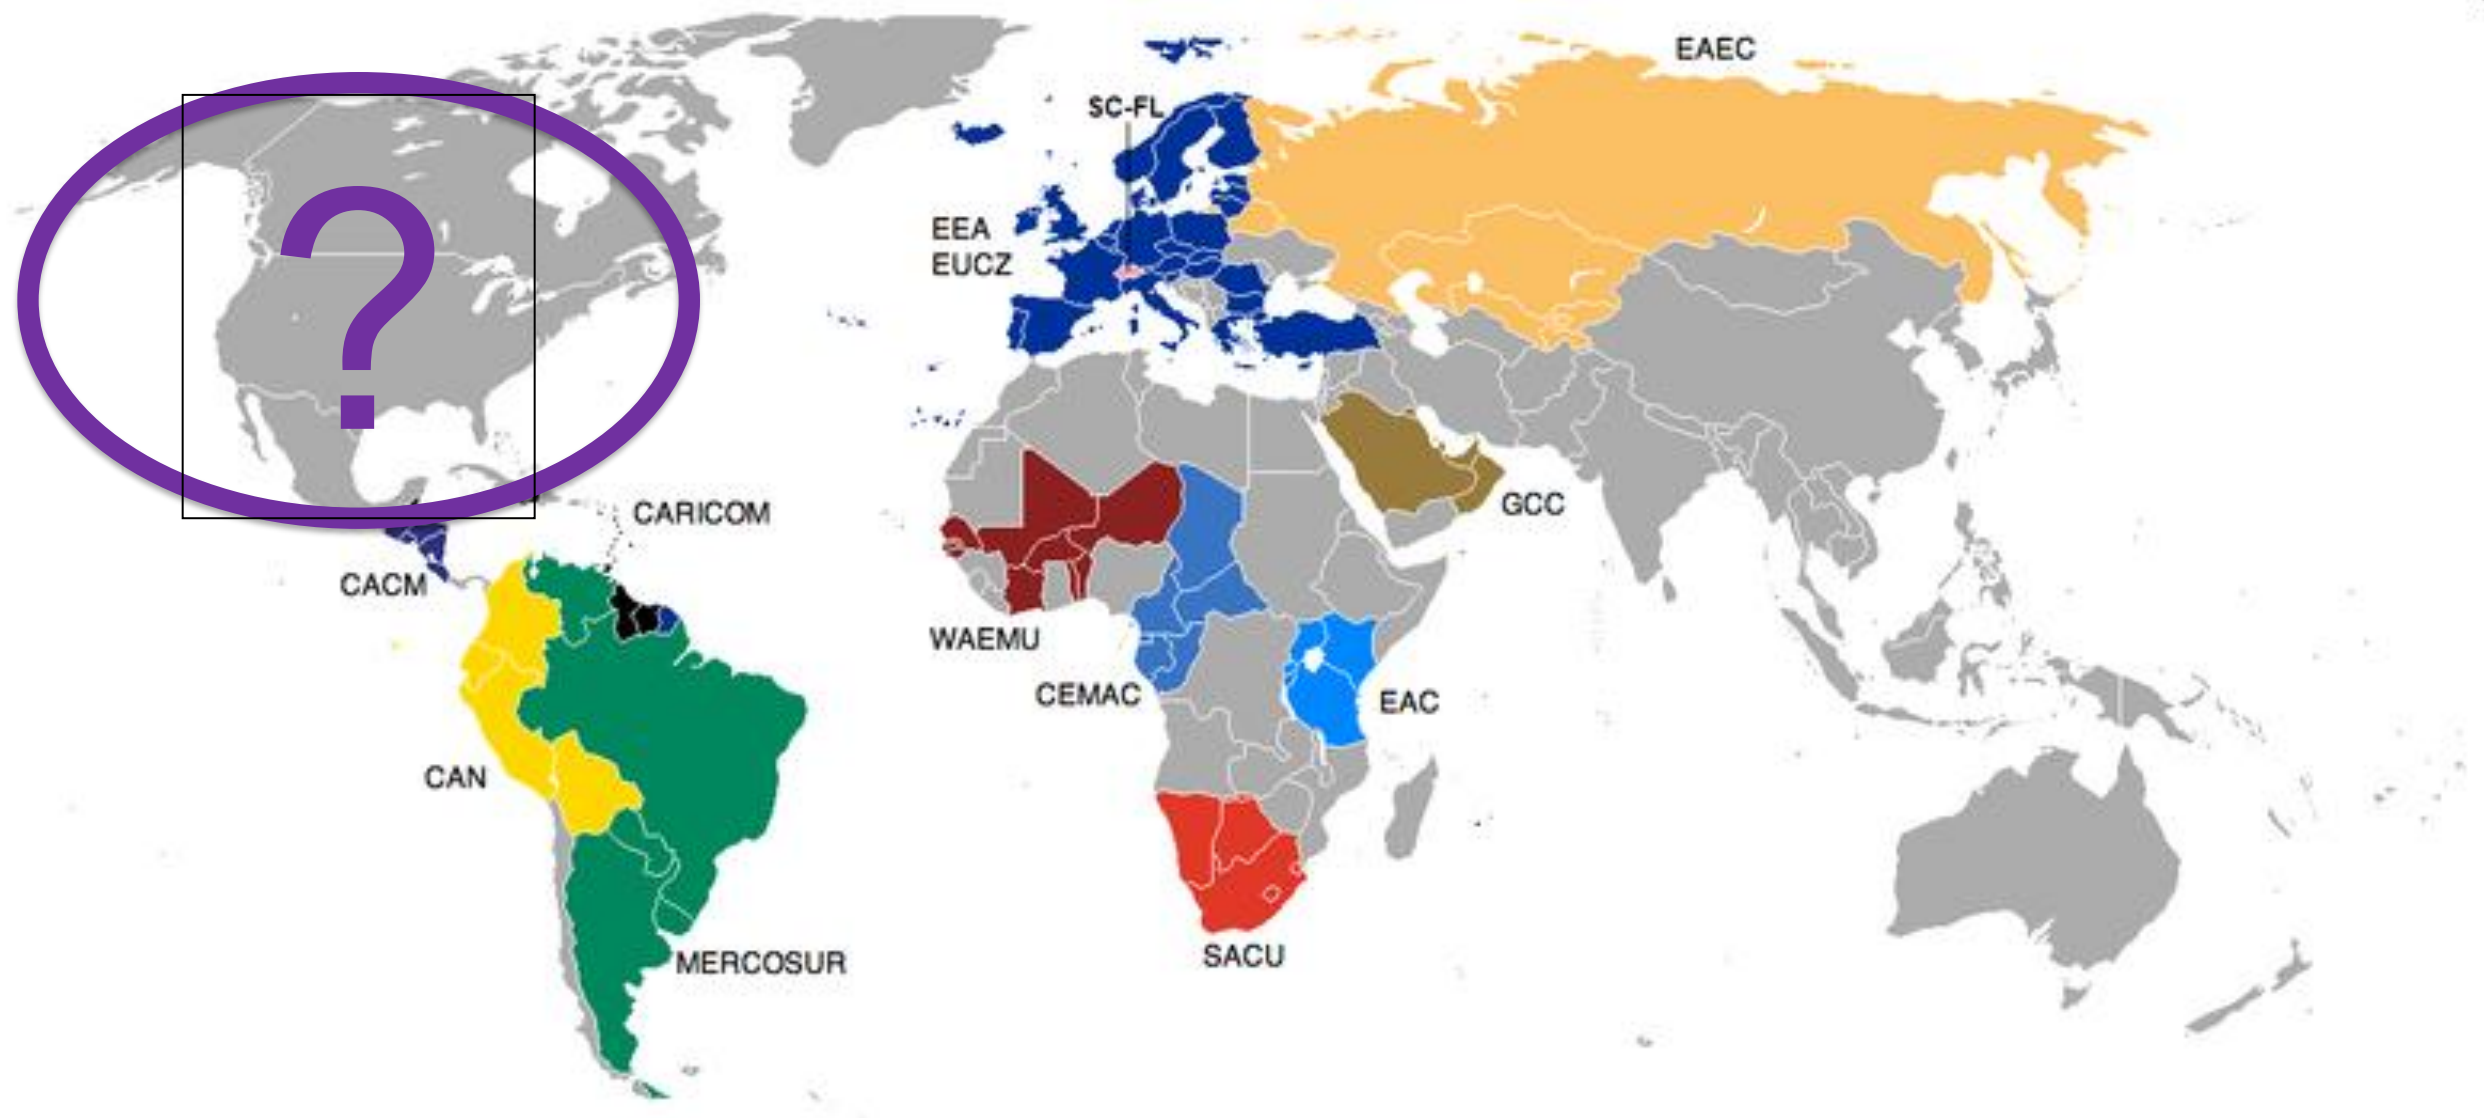 EAEC
SC-FL
EEA
EUCZ
?
CARICOM
GCC
CACM
WAEMU
CEMAC
EAC
CAN
SACU
MERCOSUR